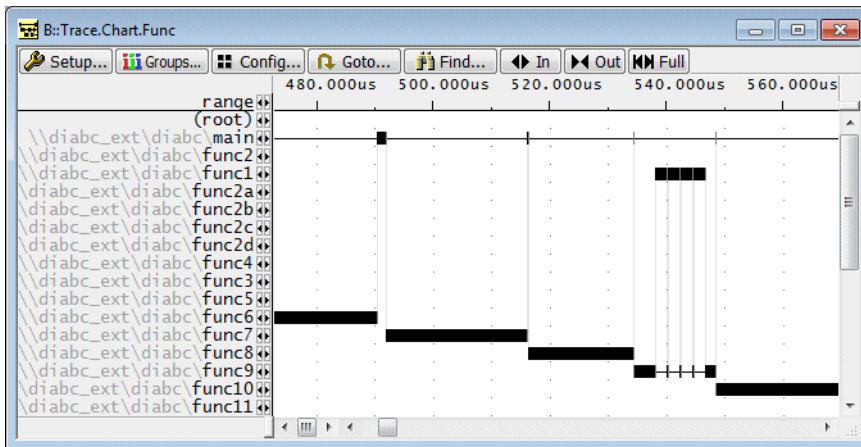 B::Trace.Chart.Func
Setup... Groups... Config... Goto... Find... In Out Full
480.000us 500.000us 520.000us 540.000us 560.000us
range
(root)
\\diabc_ext\diabc\main
\\diabc_ext\diabc\func2
\\diabc_ext\diabc\func1
\diabc_ext\diabc\func2a
\diabc_ext\diabc\func2b
\diabc_ext\diabc\func2c
\diabc_ext\diabc\func2d
\\diabc_ext\diabc\func4
\\diabc_ext\diabc\func3
\\diabc_ext\diabc\func5
\\diabc_ext\diabc\func6
\\diabc_ext\diabc\func7
\\diabc_ext\diabc\func8
\\diabc_ext\diabc\func9
\diabc_ext\diabc\func10
\diabc_ext\diabc\func11